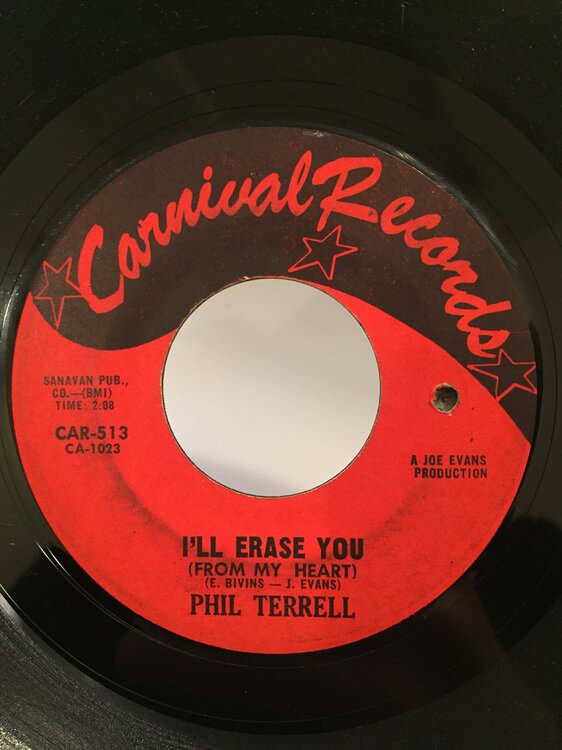 Carnival Records
SANAVAN PUB.,
CO.—(BMI)
TIME: 2:08
CAR-513
CA-1023
A JOE EVANS
PRODUCTION
I'LL ERASE YOU
(FROM MY HEART)
(E. BIVINS — J. EVANS)
PHIL TERRELL